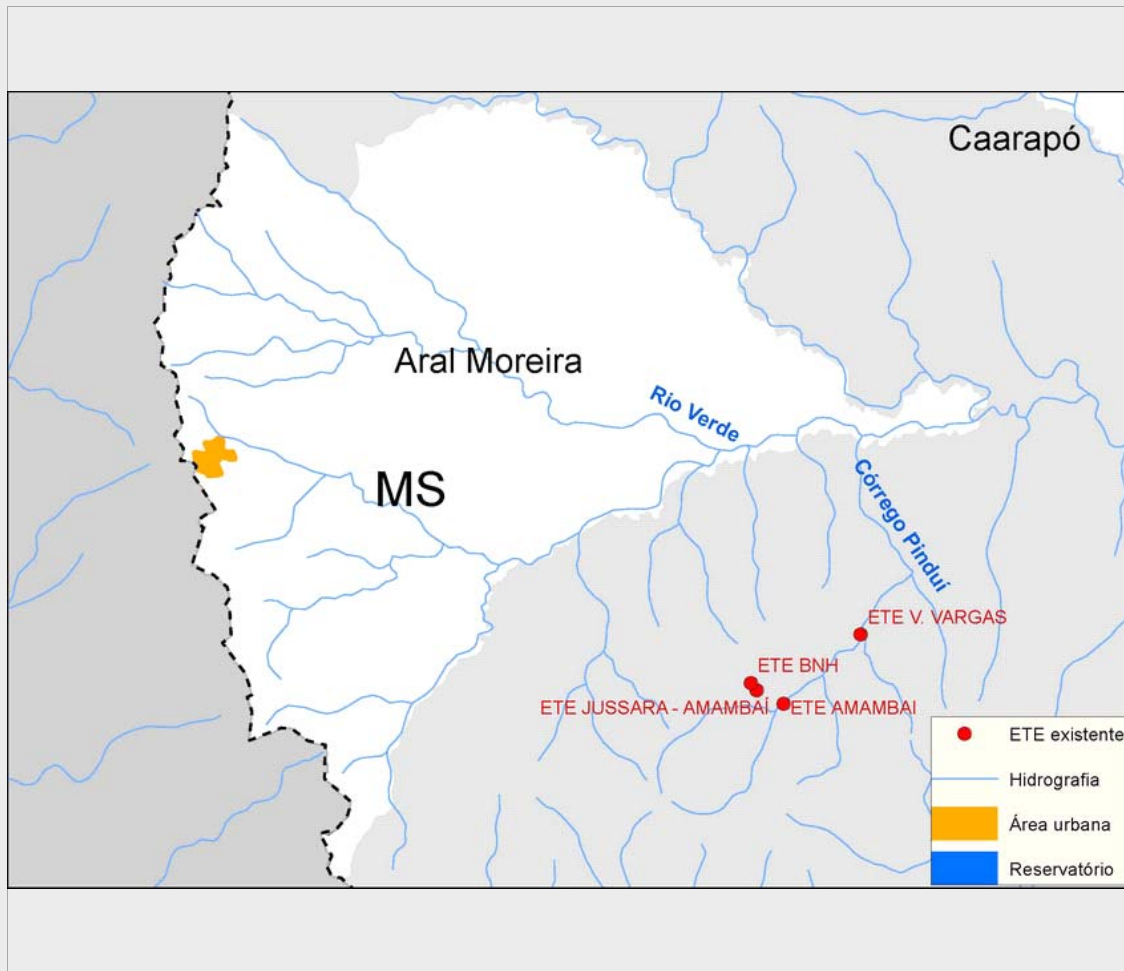 Caarapó
Aral Moreira
Rio Verde
MS
Córrego Pinduí
ETE V. VARGAS
ETE BNH
ETE JUSSARA - AMAMBAÍ
ETE AMAMBAI
ETE existente
Hidrografia
Área urbana
Reservatório